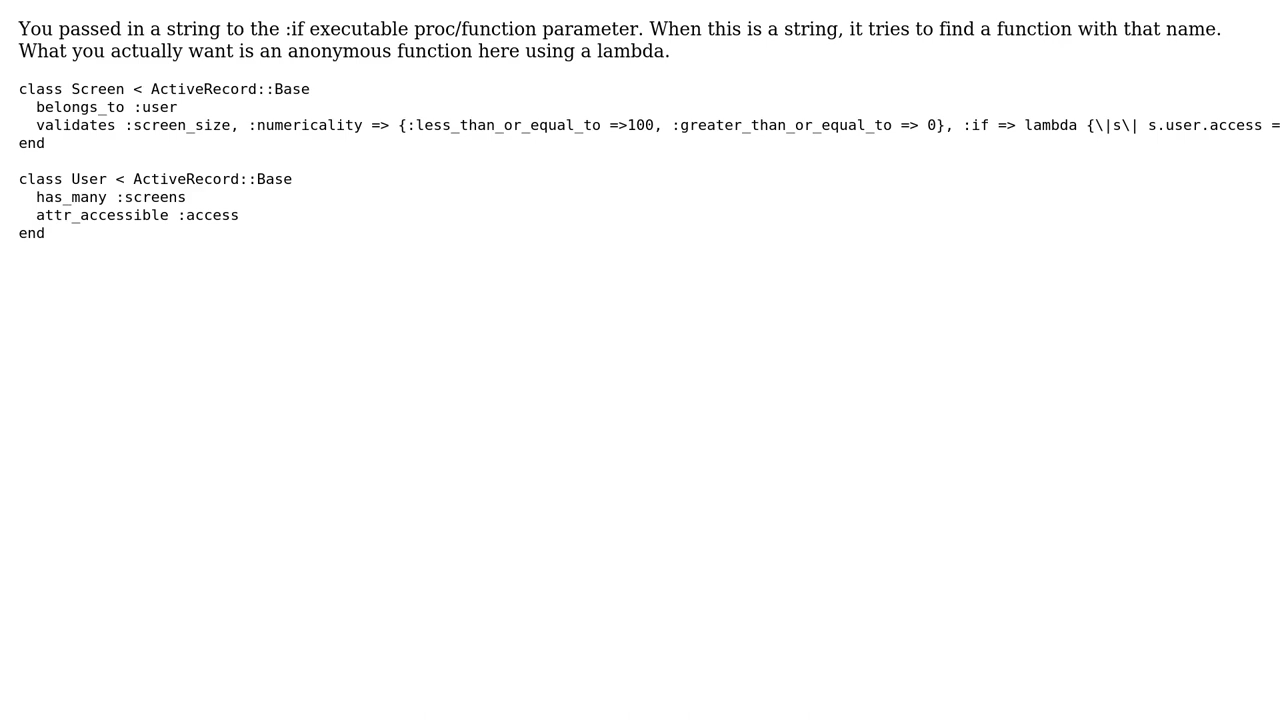 You passed in a string to the :if executable proc/function parameter. When this is a string, it tries to find a function with that name.
What you actually want is an anonymous function here using a lambda.
class Screen < ActiveRecord::Base
  belongs_to :user
  validates :screen_size, :numericality => {:less_than_or_equal_to =>100, :greater_than_or_equal_to => 0}, :if => lambda {\|s\| s.user.access =
end
class User < ActiveRecord::Base
  has_many :screens
  attr_accessible :access
end